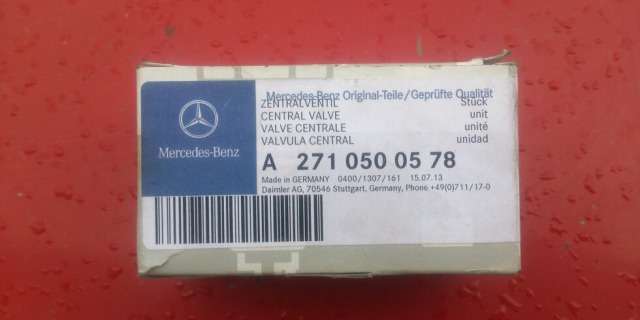 Mercedes-Benz Original-Teile/Geprüfte Qualität
ZENTRALVENTIL Stück
CENTRAL VALVE unit
VALVE CENTRALE unité
VALVULA CENTRAL unidad
Mercedes-Benz
A 271 050 05 78
Made in GERMANY 0400/1307/161 15.07.13
Daimler AG, 70546 Stuttgart, Germany, Phone +49(0)711/17-0